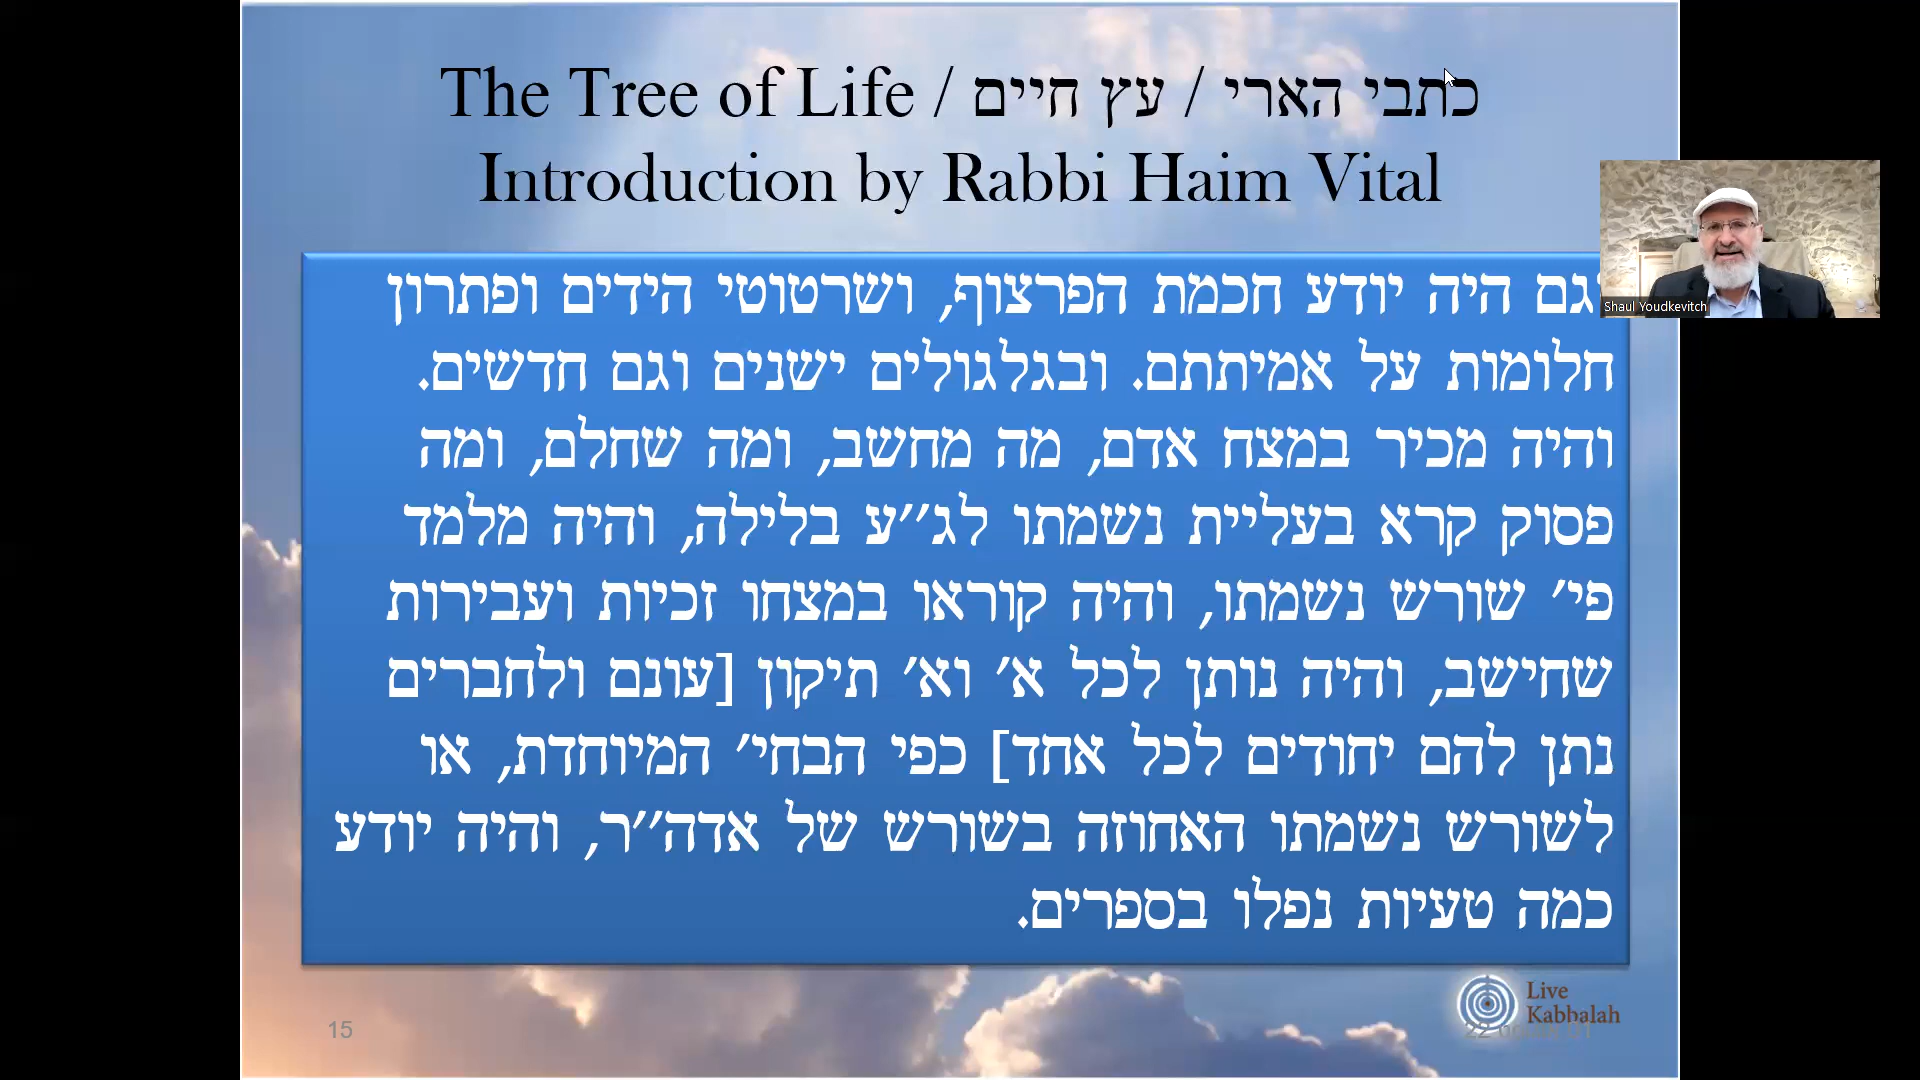 The Tree of Life / כתבי הארי / עץ חיים
Introduction by Rabbi Haim Vital
גם היה יודע חכמת הפרצוף, ושרטוטי הידים ופתרון
חלומות על אמיתתם. ובגלגולים ישנים וגם חדשים.
והיה מכיר במצח אדם, מה מחשב, ומה שחלם, ומה
פסוק קרא בעליית נשמתו לג׳׳ע בלילה, והיה מלמד
פי׳ שורש נשמתו, והיה קוראו במצחו זכיות ועבירות
שחישב, והיה נותן לכל א׳ וא׳ תיקון [עונם ולחברים
נתן להם יחודים לכל אחד] כפי הבחי׳ המיוחדת, או
לשורש נשמתו האחוזה בשורש של אדה׳׳ר, והיה יודע
כמה טעיות נפלו בספרים.
Shaul Youdkevitch
Live
Kabbalah
15